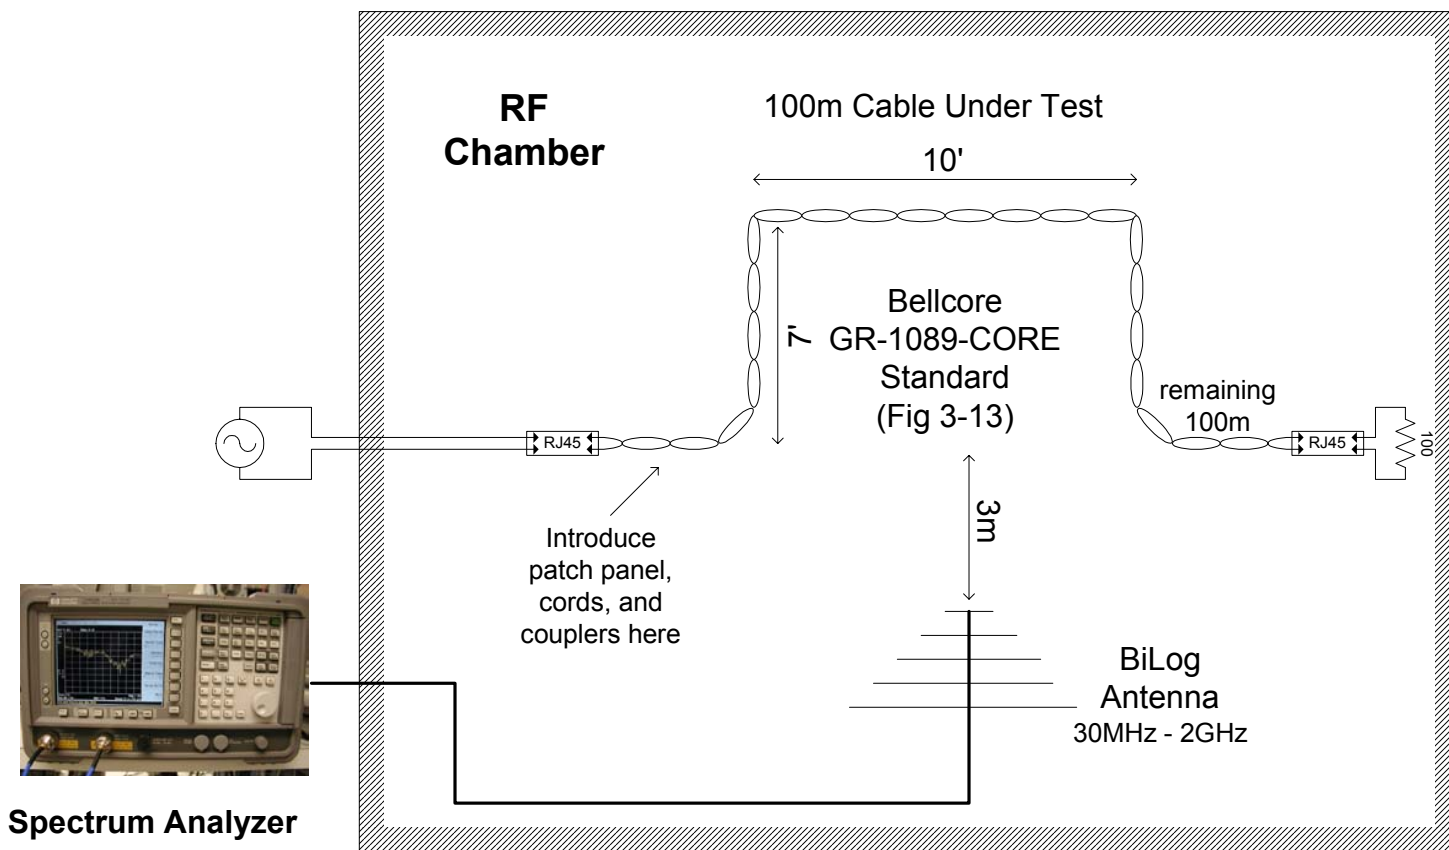 RF
Chamber
100m Cable Under Test
10'
7'
Bellcore
GR-1089-CORE
Standard
(Fig 3-13)
remaining
100m
RJ45
RJ45
100
3m
Introduce
patch panel,
cords, and
couplers here
BiLog
Antenna
30MHz - 2GHz
Spectrum Analyzer